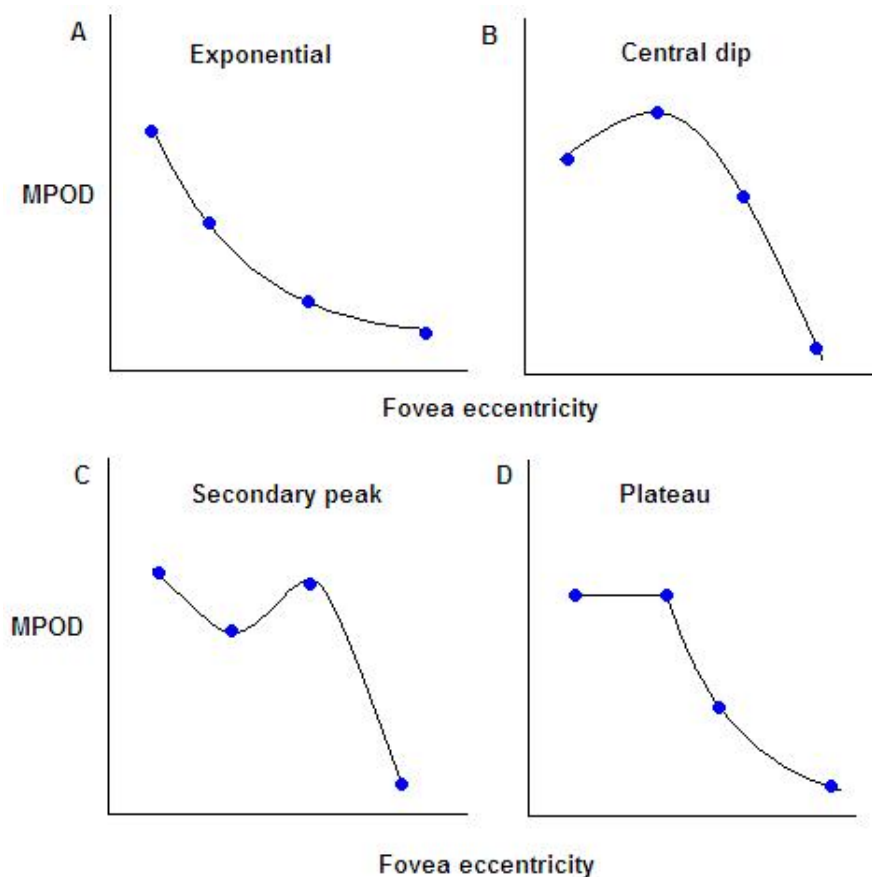 A
Exponential
B
Central dip
MPOD
Fovea eccentricity
C
Secondary peak
D
Plateau
MPOD
Fovea eccentricity